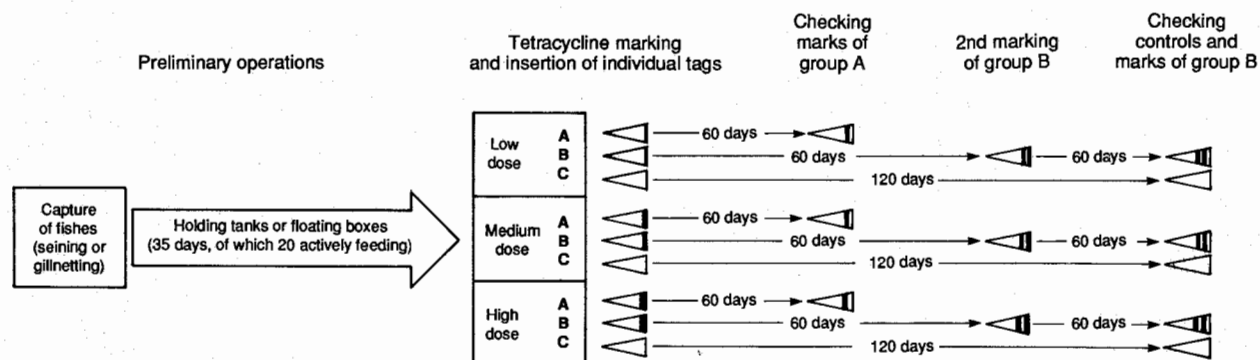 Preliminary operations
Tetracycline marking
and insertion of individual tags
Checking
marks of
group A
2nd marking
of group B
Checking
controls and
marks of group B
Capture
of fishes
(seining or
gillnetting)
Holding tanks or floating boxes
(35 days, of which 20 actively feeding)
Low
dose
A
B
C
60 days
60 days
60 days
120 days
Medium
dose
A
B
C
60 days
60 days
60 days
120 days
High
dose
A
B
C
60 days
60 days
60 days
120 days